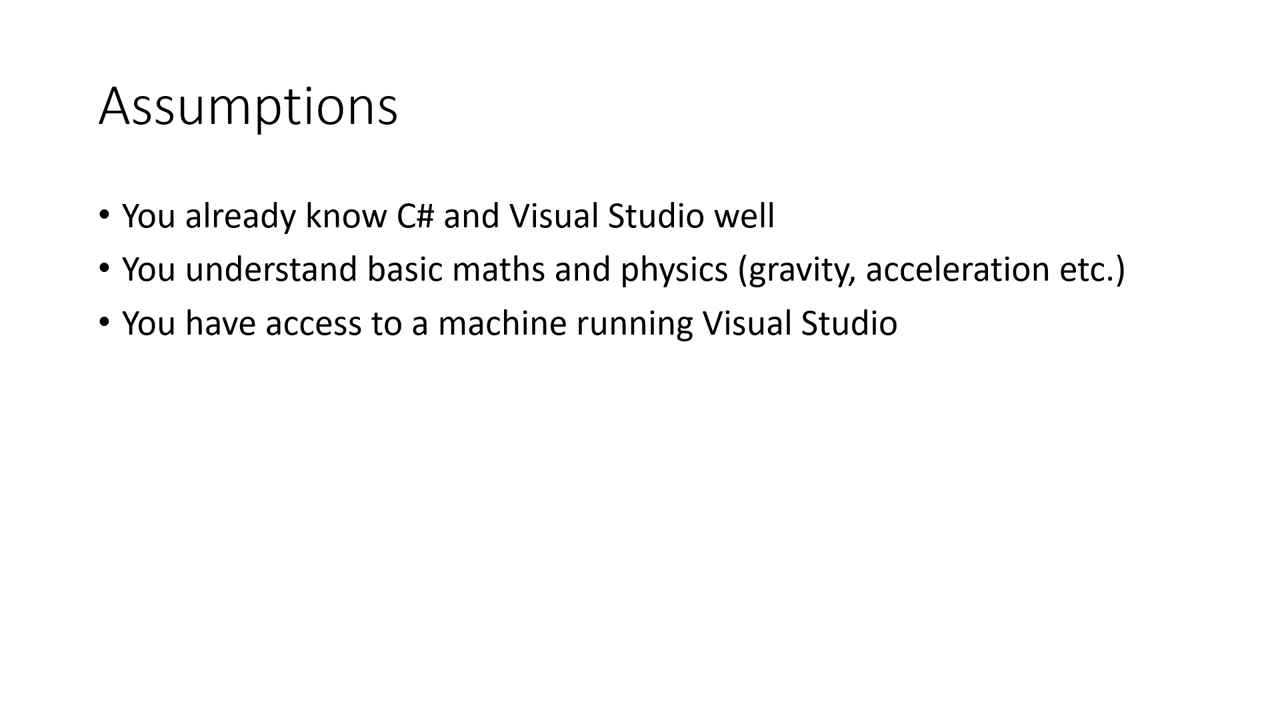 Assumptions
• You already know C# and Visual Studio well
• You understand basic maths and physics (gravity, acceleration etc.)
• You have access to a machine running Visual Studio